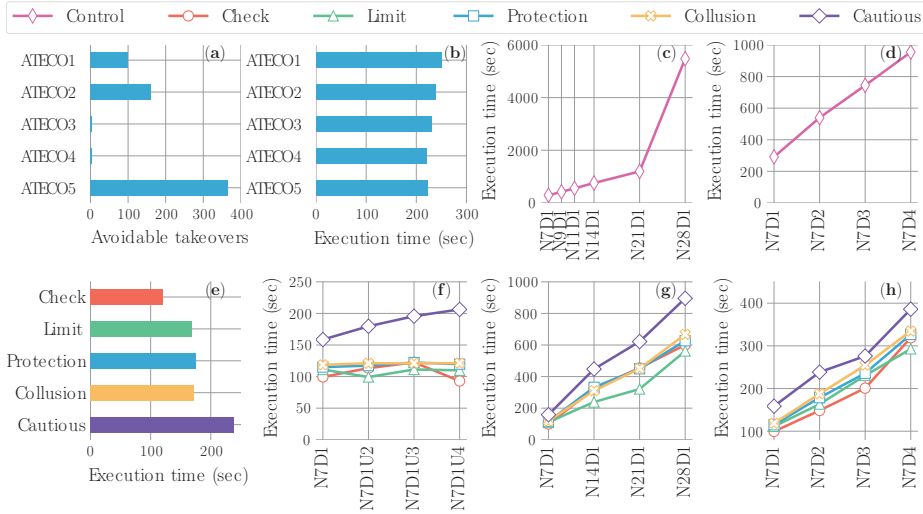 Control Check Limit Protection Collusion Cautious
(a)
ATECO1
ATECO2
ATECO3
ATECO4
ATECO5
0 100 200 300 400
Avoidable takeovers
(b)
ATECO1
ATECO2
ATECO3
ATECO4
ATECO5
0 100 200 300
Execution time (sec)
(c)
Execution time (sec)
6000
4000
2000
0
N7D1
N9D1
N11D1
N14D1
N21D1
N28D1
(d)
Execution time (sec)
1000
800
600
400
200
0
N7D1
N7D2
N7D3
N7D4
(e)
Check
Limit
Protection
Collusion
Cautious
0 100 200
Execution time (sec)
(f)
Execution time (sec)
250
200
150
100
50
0
N7D1
N7D1U2
N7D1U3
N7D1U4
(g)
Execution time (sec)
1000
800
600
400
200
0
N7D1
N14D1
N21D1
N28D1
(h)
Execution time (sec)
400
300
200
100
N7D1
N7D2
N7D3
N7D4